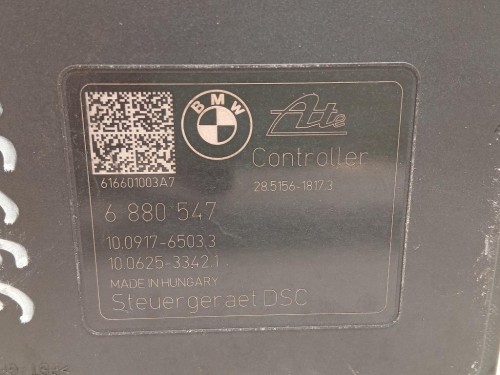 BMW
Ate
Controller
616601003A7
28.5156-1817.3
6 880 547
10.0917-6503.3
10.0625-3342.1
MADE IN HUNGARY
Steuergeraet DSC